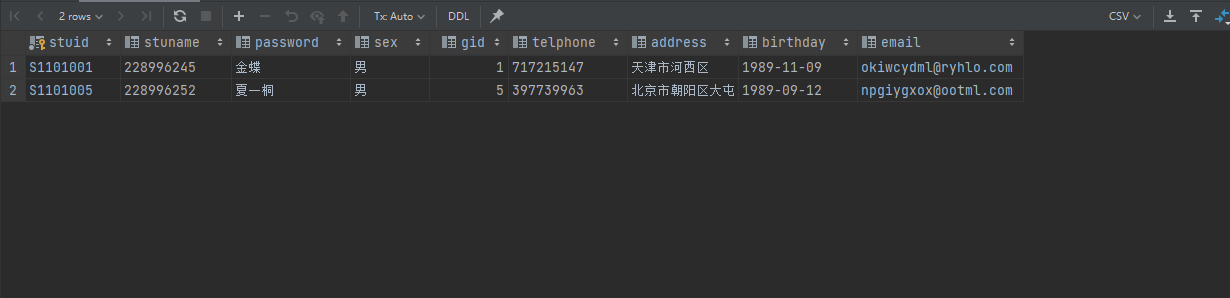 2 rows Tx: Auto DDL CSV
stuid stuname password sex gid telphone address birthday email
1 S1101001 228996245 金蝶 男 1 717215147 天津市河西区 1989-11-09 okiwcydml@ryhlo.com
2 S1101005 228996252 夏一桐 男 5 397739963 北京市朝阳区大屯 1989-09-12 npgiygxox@ootml.com